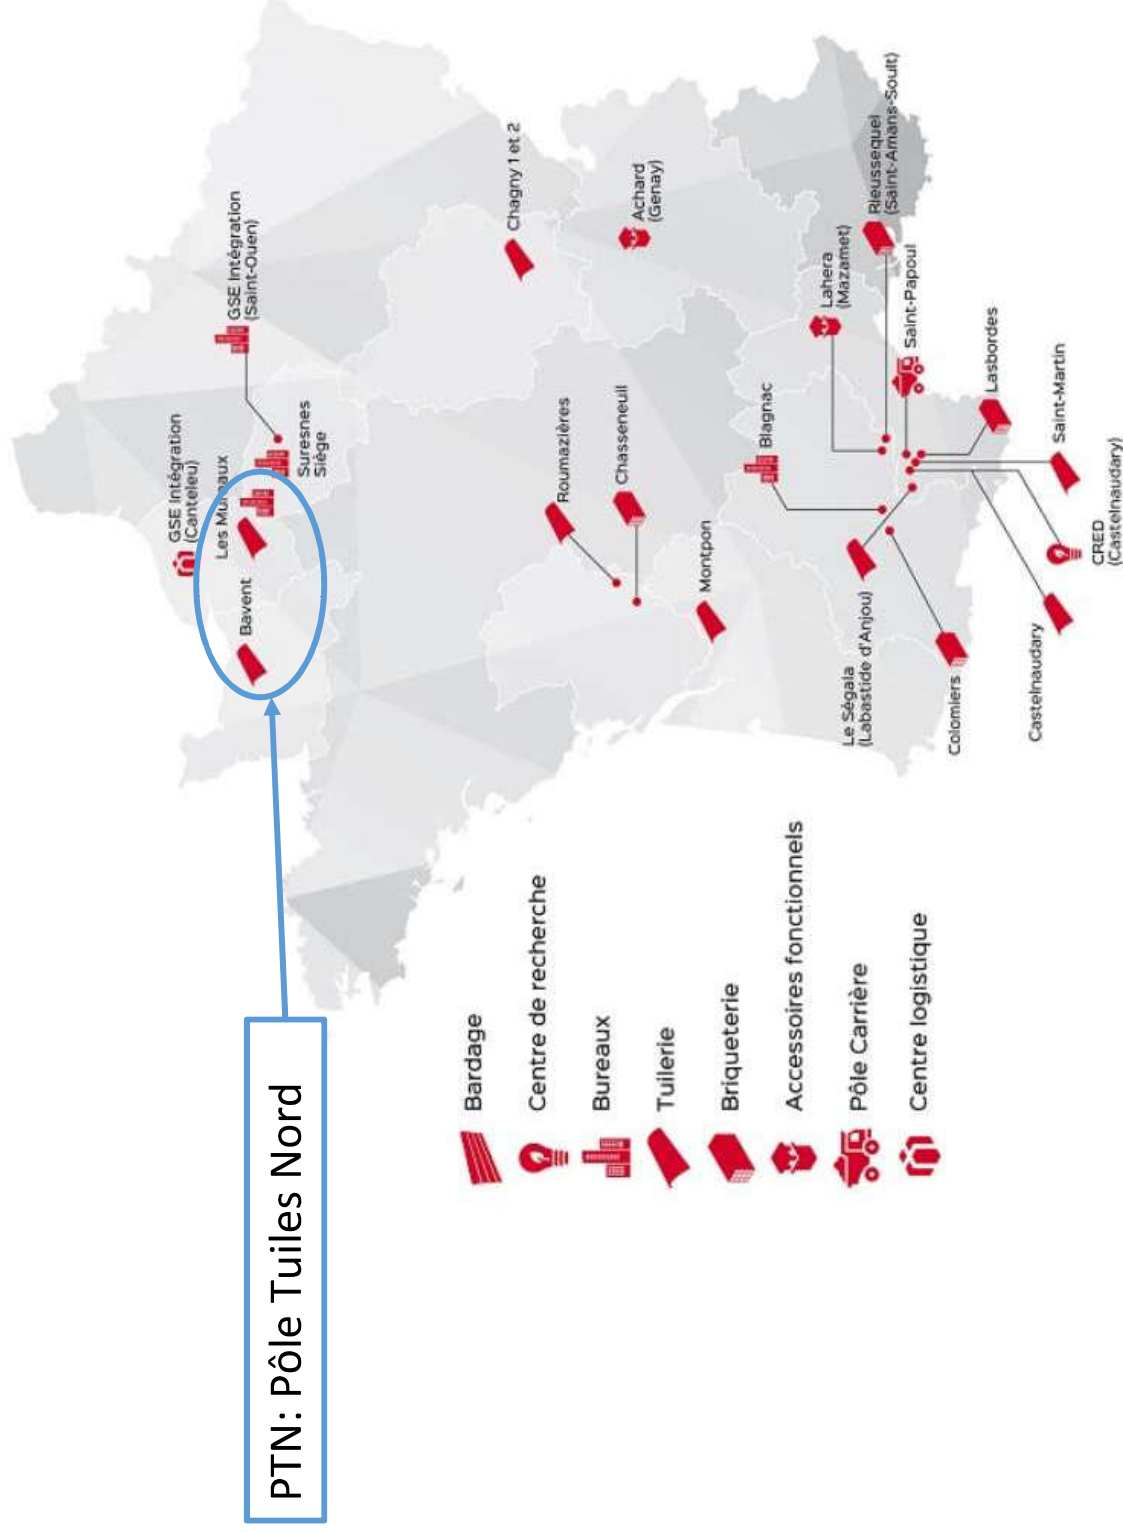 PTN: Pôle Tuiles Nord
Bardage
Centre de recherche
Bureaux
Tuilerie
Briqueterie
Accessoires fonctionnels
Pôle Carrière
Centre logistique
GSE Intégration
(Canteleu)
Les Mureaux
Bavent
GSE Intégration
(Saint-Ouen)
Suresnes
Siège
Chagny 1 et 2
Roumazières
Chasseneuil
Achard
(Genay)
Montpon
Blagnac
Lahera
(Mazamet)
Rieussequel
(Saint-Amans-Soult)
Saint-Papoul
Le Ségala
(Labastide d'Anjou)
Colomiers
Lasbordes
Saint-Martin
Castelnaudary
CRED
(Castelnaudary)